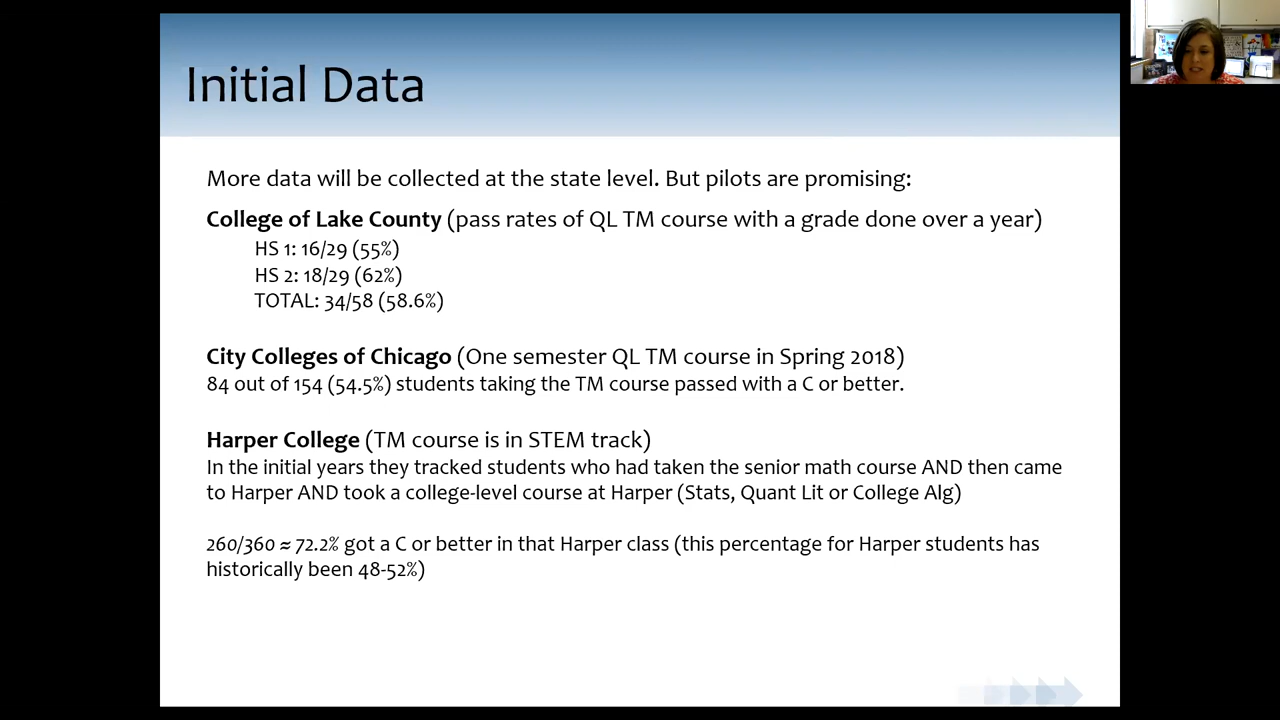 Initial Data
More data will be collected at the state level. But pilots are promising:
College of Lake County (pass rates of QL TM course with a grade done over a year)
HS 1: 16/29 (55%)
HS 2: 18/29 (62%)
TOTAL: 34/58 (58.6%)
City Colleges of Chicago (One semester QL TM course in Spring 2018)
84 out of 154 (54.5%) students taking the TM course passed with a C or better.
Harper College (TM course is in STEM track)
In the initial years they tracked students who had taken the senior math course AND then came
to Harper AND took a college-level course at Harper (Stats, Quant Lit or College Alg)
260/360 ≈ 72.2% got a C or better in that Harper class (this percentage for Harper students has
historically been 48-52%)